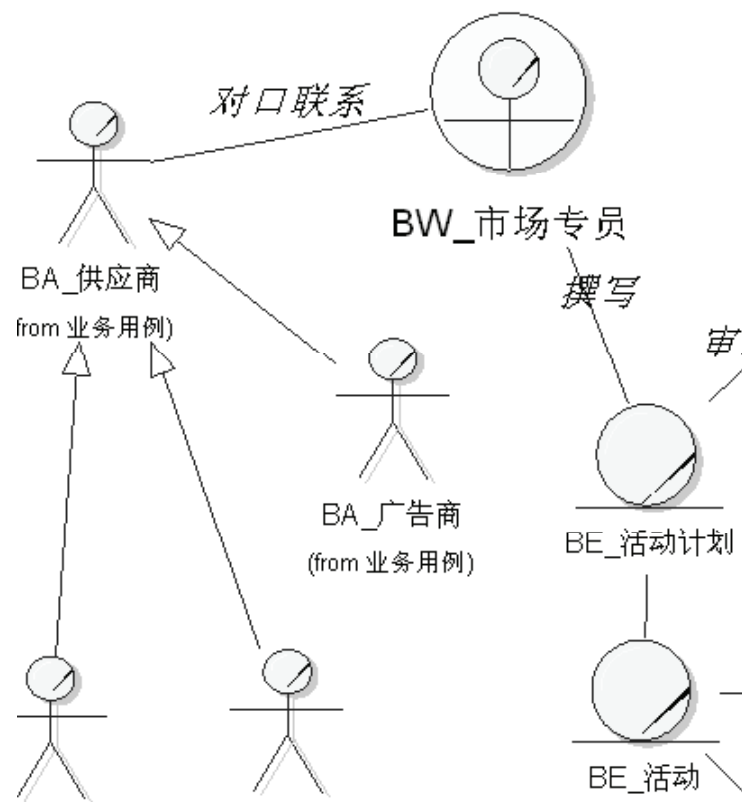 对口联系
BW_市场专员
BA_供应商
from 业务用例)
撰写
审
BA_广告商
(from 业务用例)
BE_活动计划
BE_活动